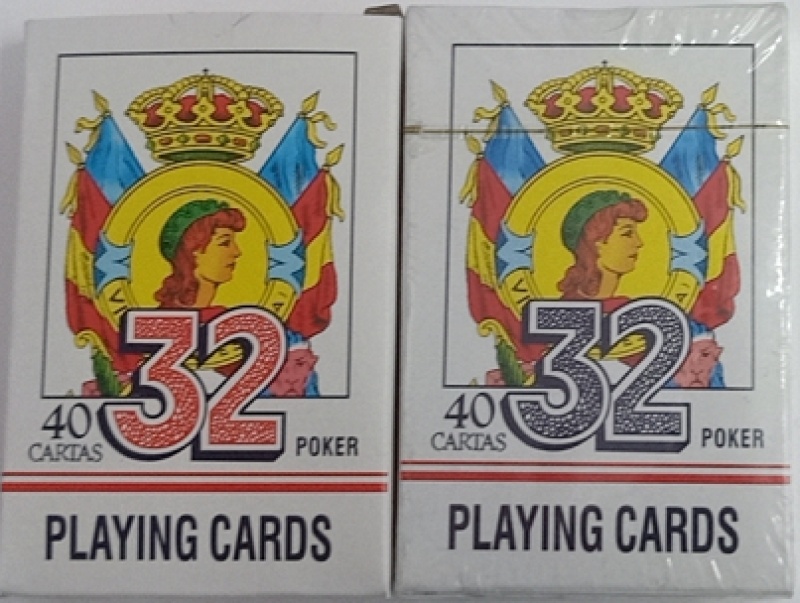 32
40
CARTAS
POKER
PLAYING CARDS
32
40
CARTAS
POKER
PLAYING CARDS